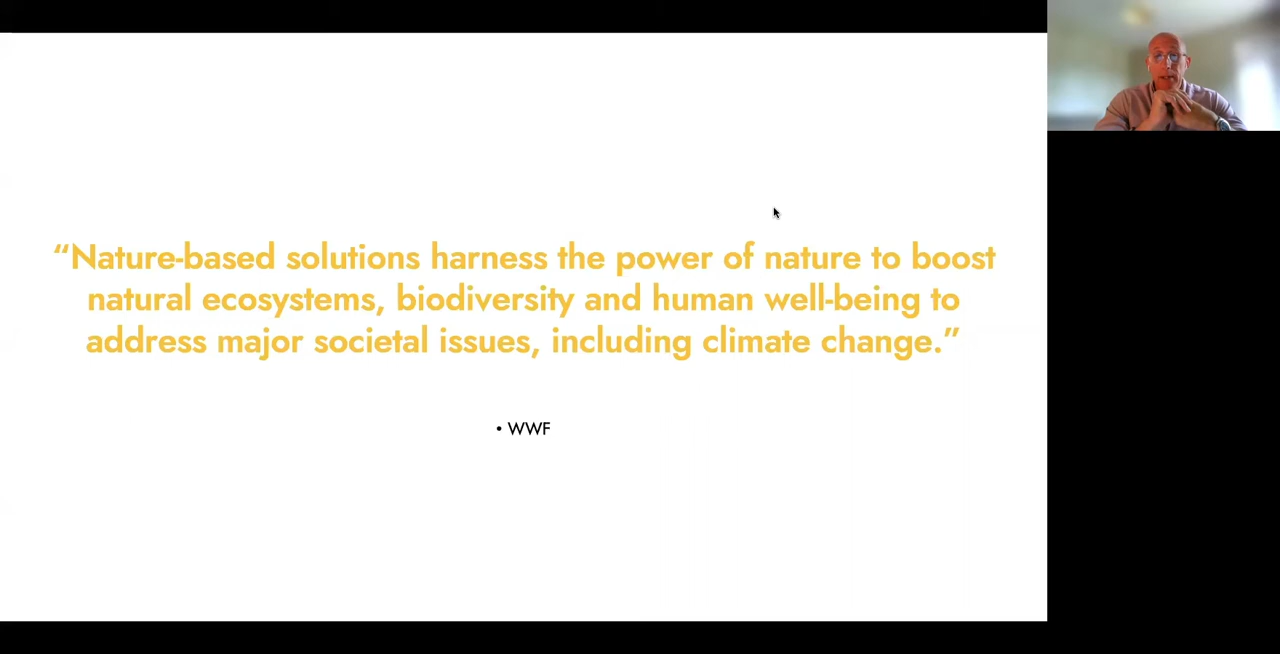 “Nature-based solutions harness the power of nature to boost
natural ecosystems, biodiversity and human well-being to
address major societal issues, including climate change.”
• WWF